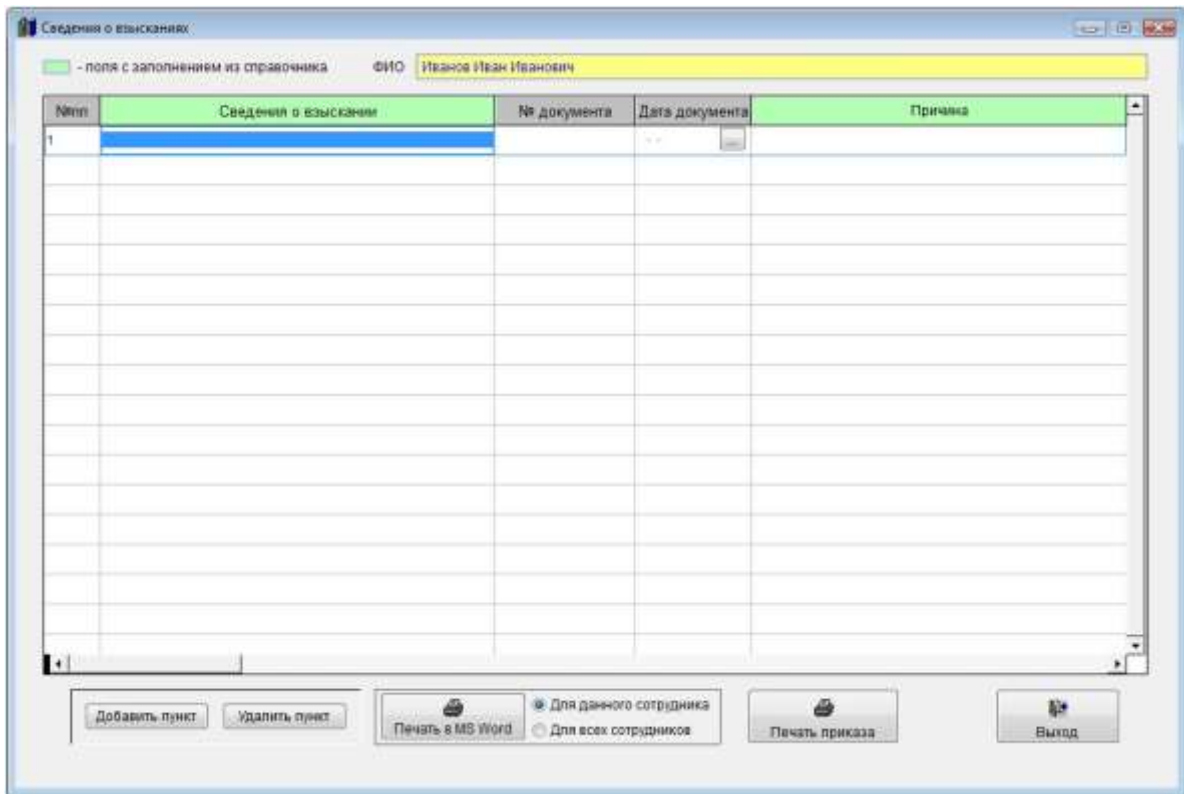 Сведения о взысканиях
- поля с заполнением из справочника ФИО Иванов Иван Иванович
№пп Сведения о взыскании № документа Дата документа Причина
1 - - ...
Добавить пункт Удалить пункт Печать в MS Word Для данного сотрудника
Для всех сотрудников
Печать приказа Выход